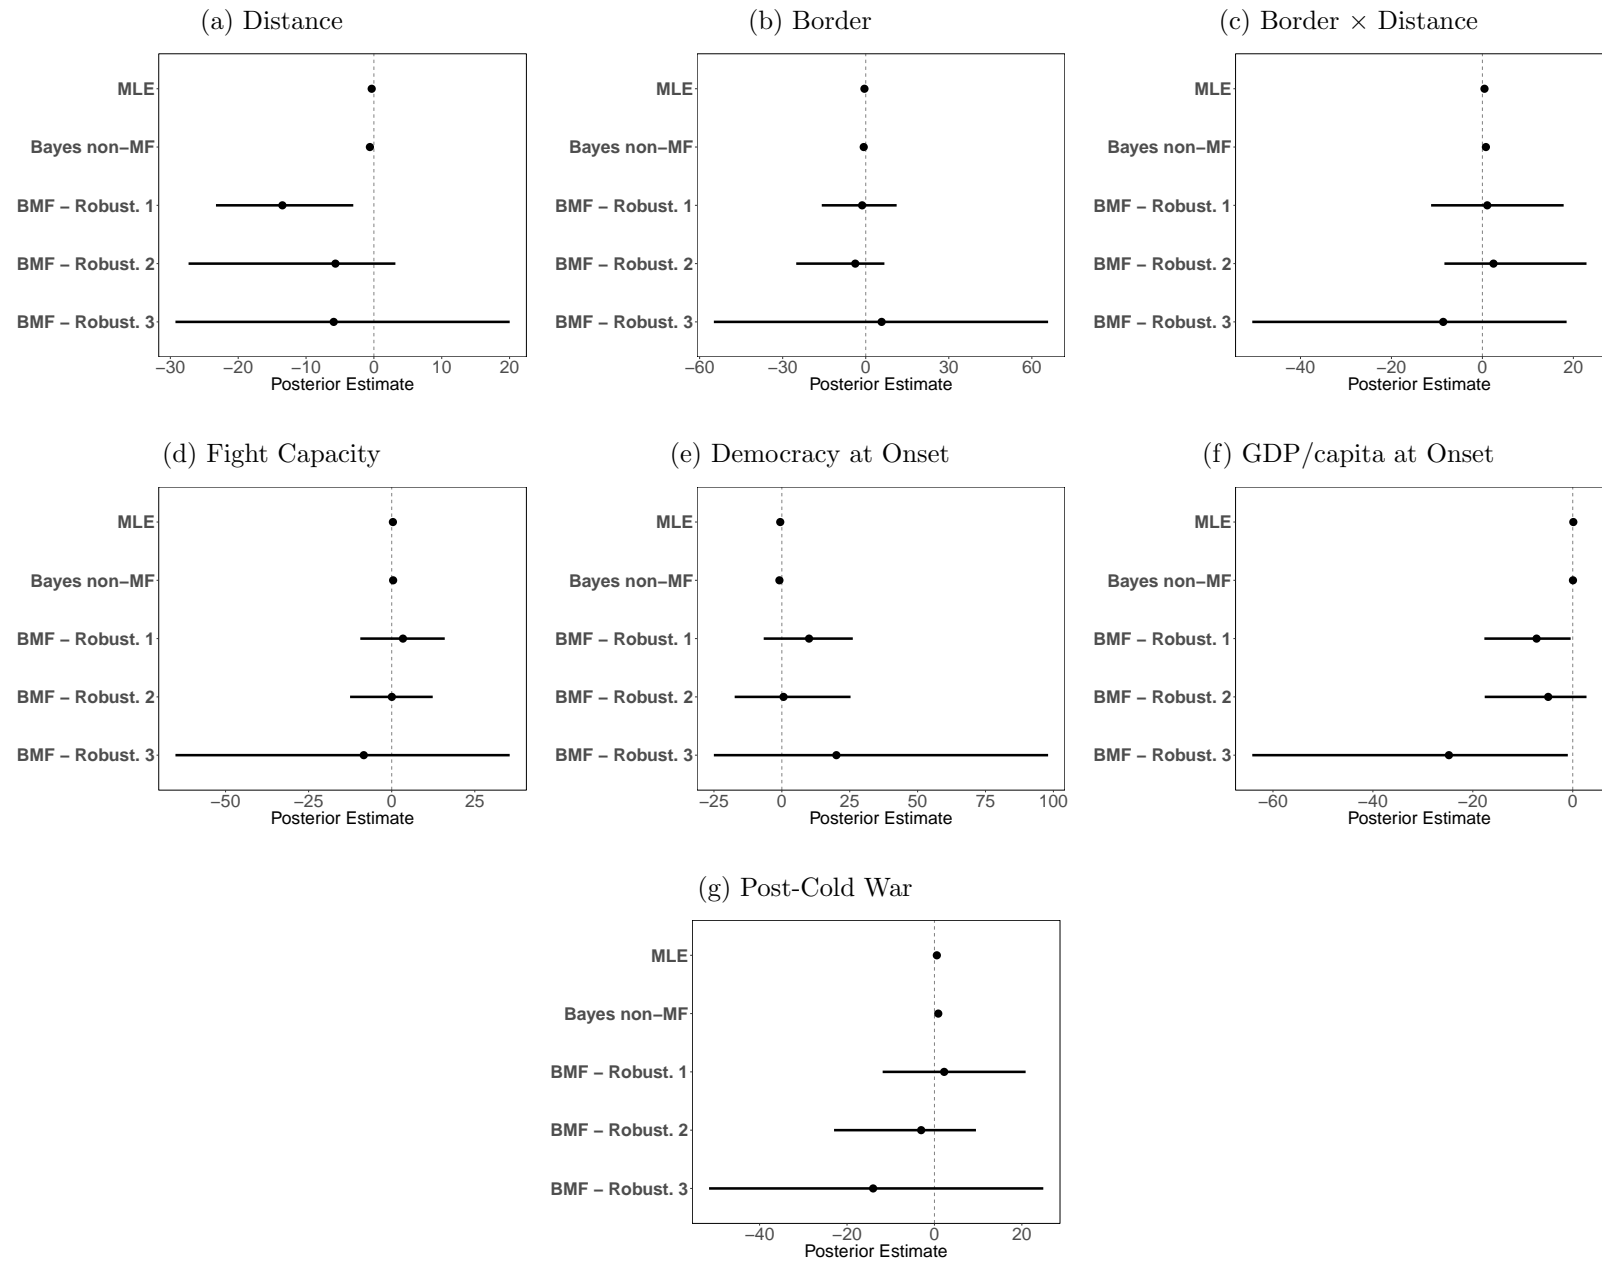 (a) Distance
MLE
Bayes non−MF
BMF − Robust. 1
BMF − Robust. 2
BMF − Robust. 3
−30 −20 −10 0 10 20
Posterior Estimate
(b) Border
MLE
Bayes non−MF
BMF − Robust. 1
BMF − Robust. 2
BMF − Robust. 3
−60 −30 0 30 60
Posterior Estimate
(c) Border × Distance
MLE
Bayes non−MF
BMF − Robust. 1
BMF − Robust. 2
BMF − Robust. 3
−40 −20 0 20
Posterior Estimate
(d) Fight Capacity
MLE
Bayes non−MF
BMF − Robust. 1
BMF − Robust. 2
BMF − Robust. 3
−50 −25 0 25
Posterior Estimate
(e) Democracy at Onset
MLE
Bayes non−MF
BMF − Robust. 1
BMF − Robust. 2
BMF − Robust. 3
−25 0 25 50 75 100
Posterior Estimate
(f) GDP/capita at Onset
MLE
Bayes non−MF
BMF − Robust. 1
BMF − Robust. 2
BMF − Robust. 3
−60 −40 −20 0
Posterior Estimate
(g) Post-Cold War
MLE
Bayes non−MF
BMF − Robust. 1
BMF − Robust. 2
BMF − Robust. 3
−40 −20 0 20
Posterior Estimate